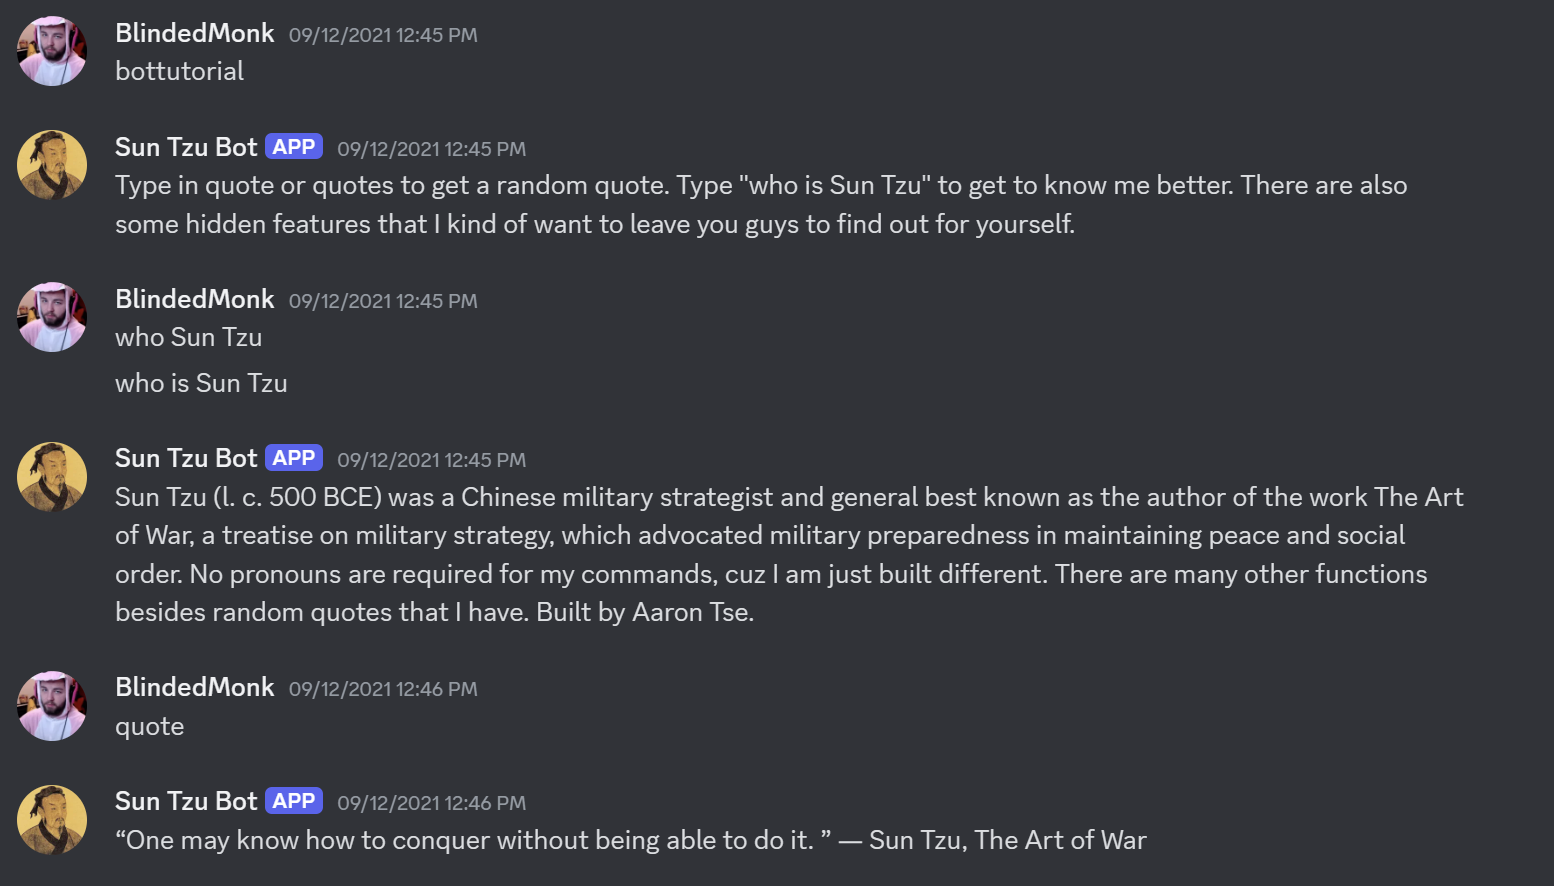 BlindedMonk 09/12/2021 12:45 PM
bottutorial
Sun Tzu Bot APP 09/12/2021 12:45 PM
Type in quote or quotes to get a random quote. Type "who is Sun Tzu" to get to know me better. There are also
some hidden features that I kind of want to leave you guys to find out for yourself.
BlindedMonk 09/12/2021 12:45 PM
who Sun Tzu
who is Sun Tzu
Sun Tzu Bot APP 09/12/2021 12:45 PM
Sun Tzu (l. c. 500 BCE) was a Chinese military strategist and general best known as the author of the work The Art
of War, a treatise on military strategy, which advocated military preparedness in maintaining peace and social
order. No pronouns are required for my commands, cuz I am just built different. There are many other functions
besides random quotes that I have. Built by Aaron Tse.
BlindedMonk 09/12/2021 12:46 PM
quote
Sun Tzu Bot APP 09/12/2021 12:46 PM
“One may know how to conquer without being able to do it. ” — Sun Tzu, The Art of War